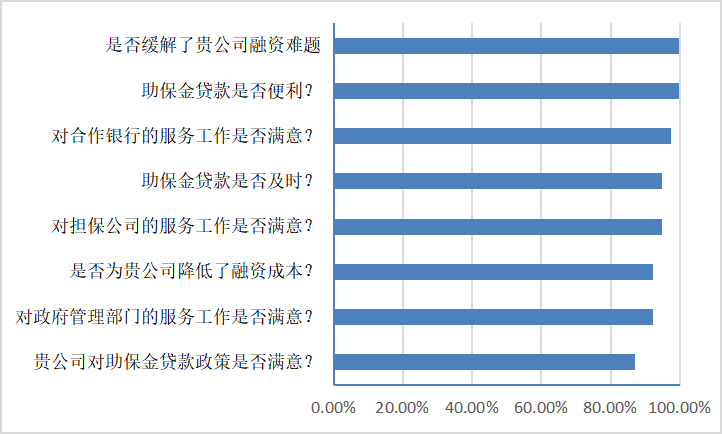 是否缓解了贵公司融资难题
助保金贷款是否便利？
对合作银行的服务工作是否满意？
助保金贷款是否及时？
对担保公司的服务工作是否满意？
是否为贵公司降低了融资成本？
对政府管理部门的服务工作是否满意？
贵公司对助保金贷款政策是否满意？
0.00% 20.00% 40.00% 60.00% 80.00% 100.00%